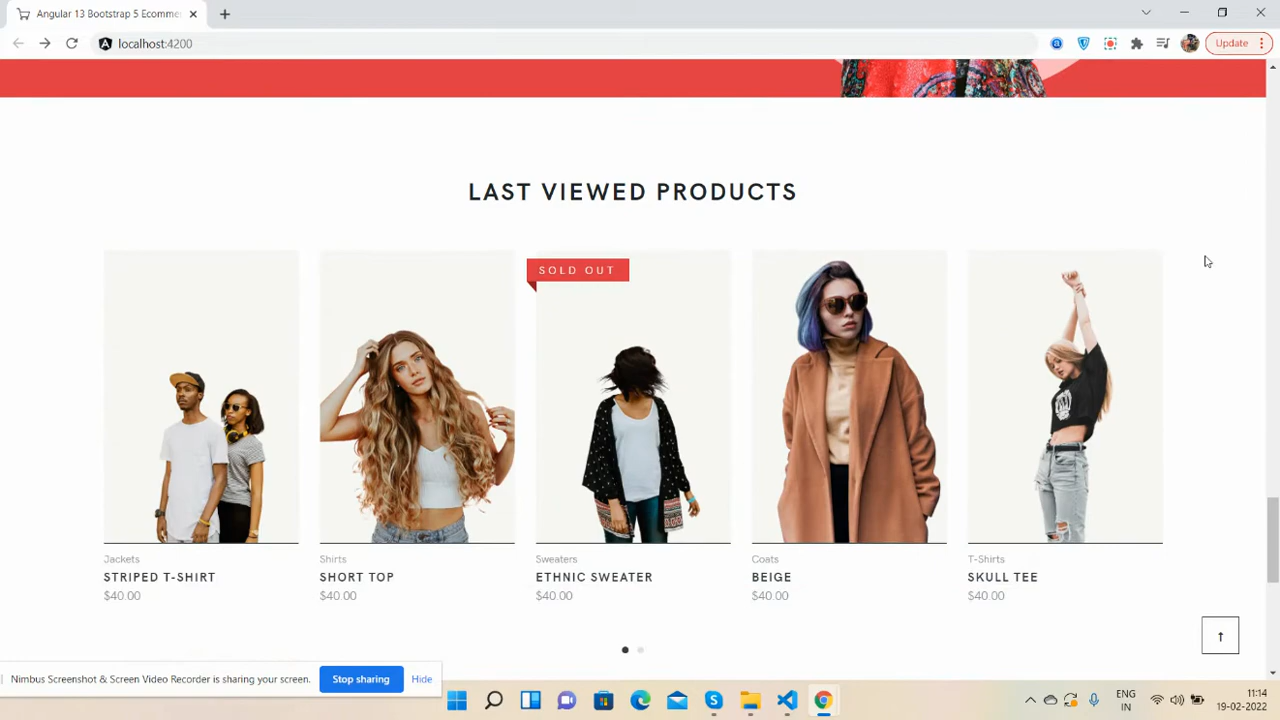 Angular 13 Bootstrap 5 Ecomme
localhost:4200
Update
LAST VIEWED PRODUCTS
SOLD OUT
Jackets
STRIPED T-SHIRT
$40.00
Shirts
SHORT TOP
$40.00
Sweaters
ETHNIC SWEATER
$40.00
Coats
BEIGE
$40.00
T-Shirts
SKULL TEE
$40.00
Nimbus Screenshot & Screen Video Recorder is sharing your screen.
Stop sharing
Hide
ENG
IN
11:14
19-02-2022